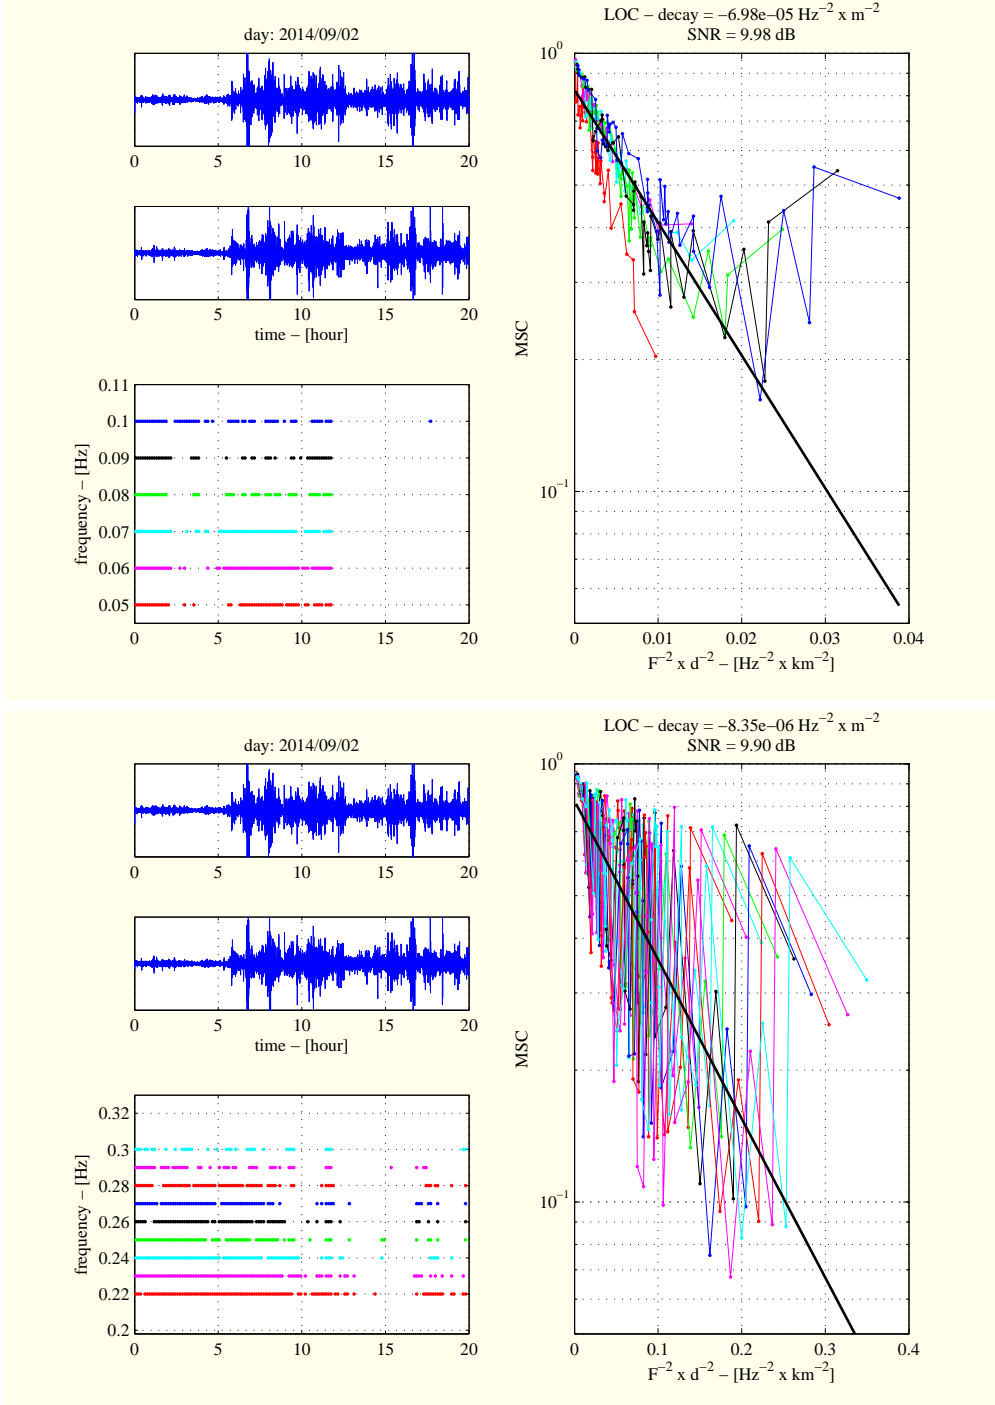 day: 2014/09/02
0 5 10 15 20
0 5 10 15 20
time – [hour]
0.11
0.1
0.09
0.08
0.07
0.06
0.05
frequency – [Hz]
0 5 10 15 20
LOC – decay = −6.98e−05 Hz⁻² x m⁻²
SNR = 9.98 dB
10⁰
10⁻¹
MSC
0 0.01 0.02 0.03 0.04
F⁻² x d⁻² – [Hz⁻² x km⁻²]
day: 2014/09/02
0 5 10 15 20
0 5 10 15 20
time – [hour]
0.32
0.3
0.28
0.26
0.24
0.22
0.2
frequency – [Hz]
0 5 10 15 20
LOC – decay = −8.35e−06 Hz⁻² x m⁻²
SNR = 9.90 dB
10⁰
10⁻¹
MSC
0 0.1 0.2 0.3 0.4
F⁻² x d⁻² – [Hz⁻² x km⁻²]